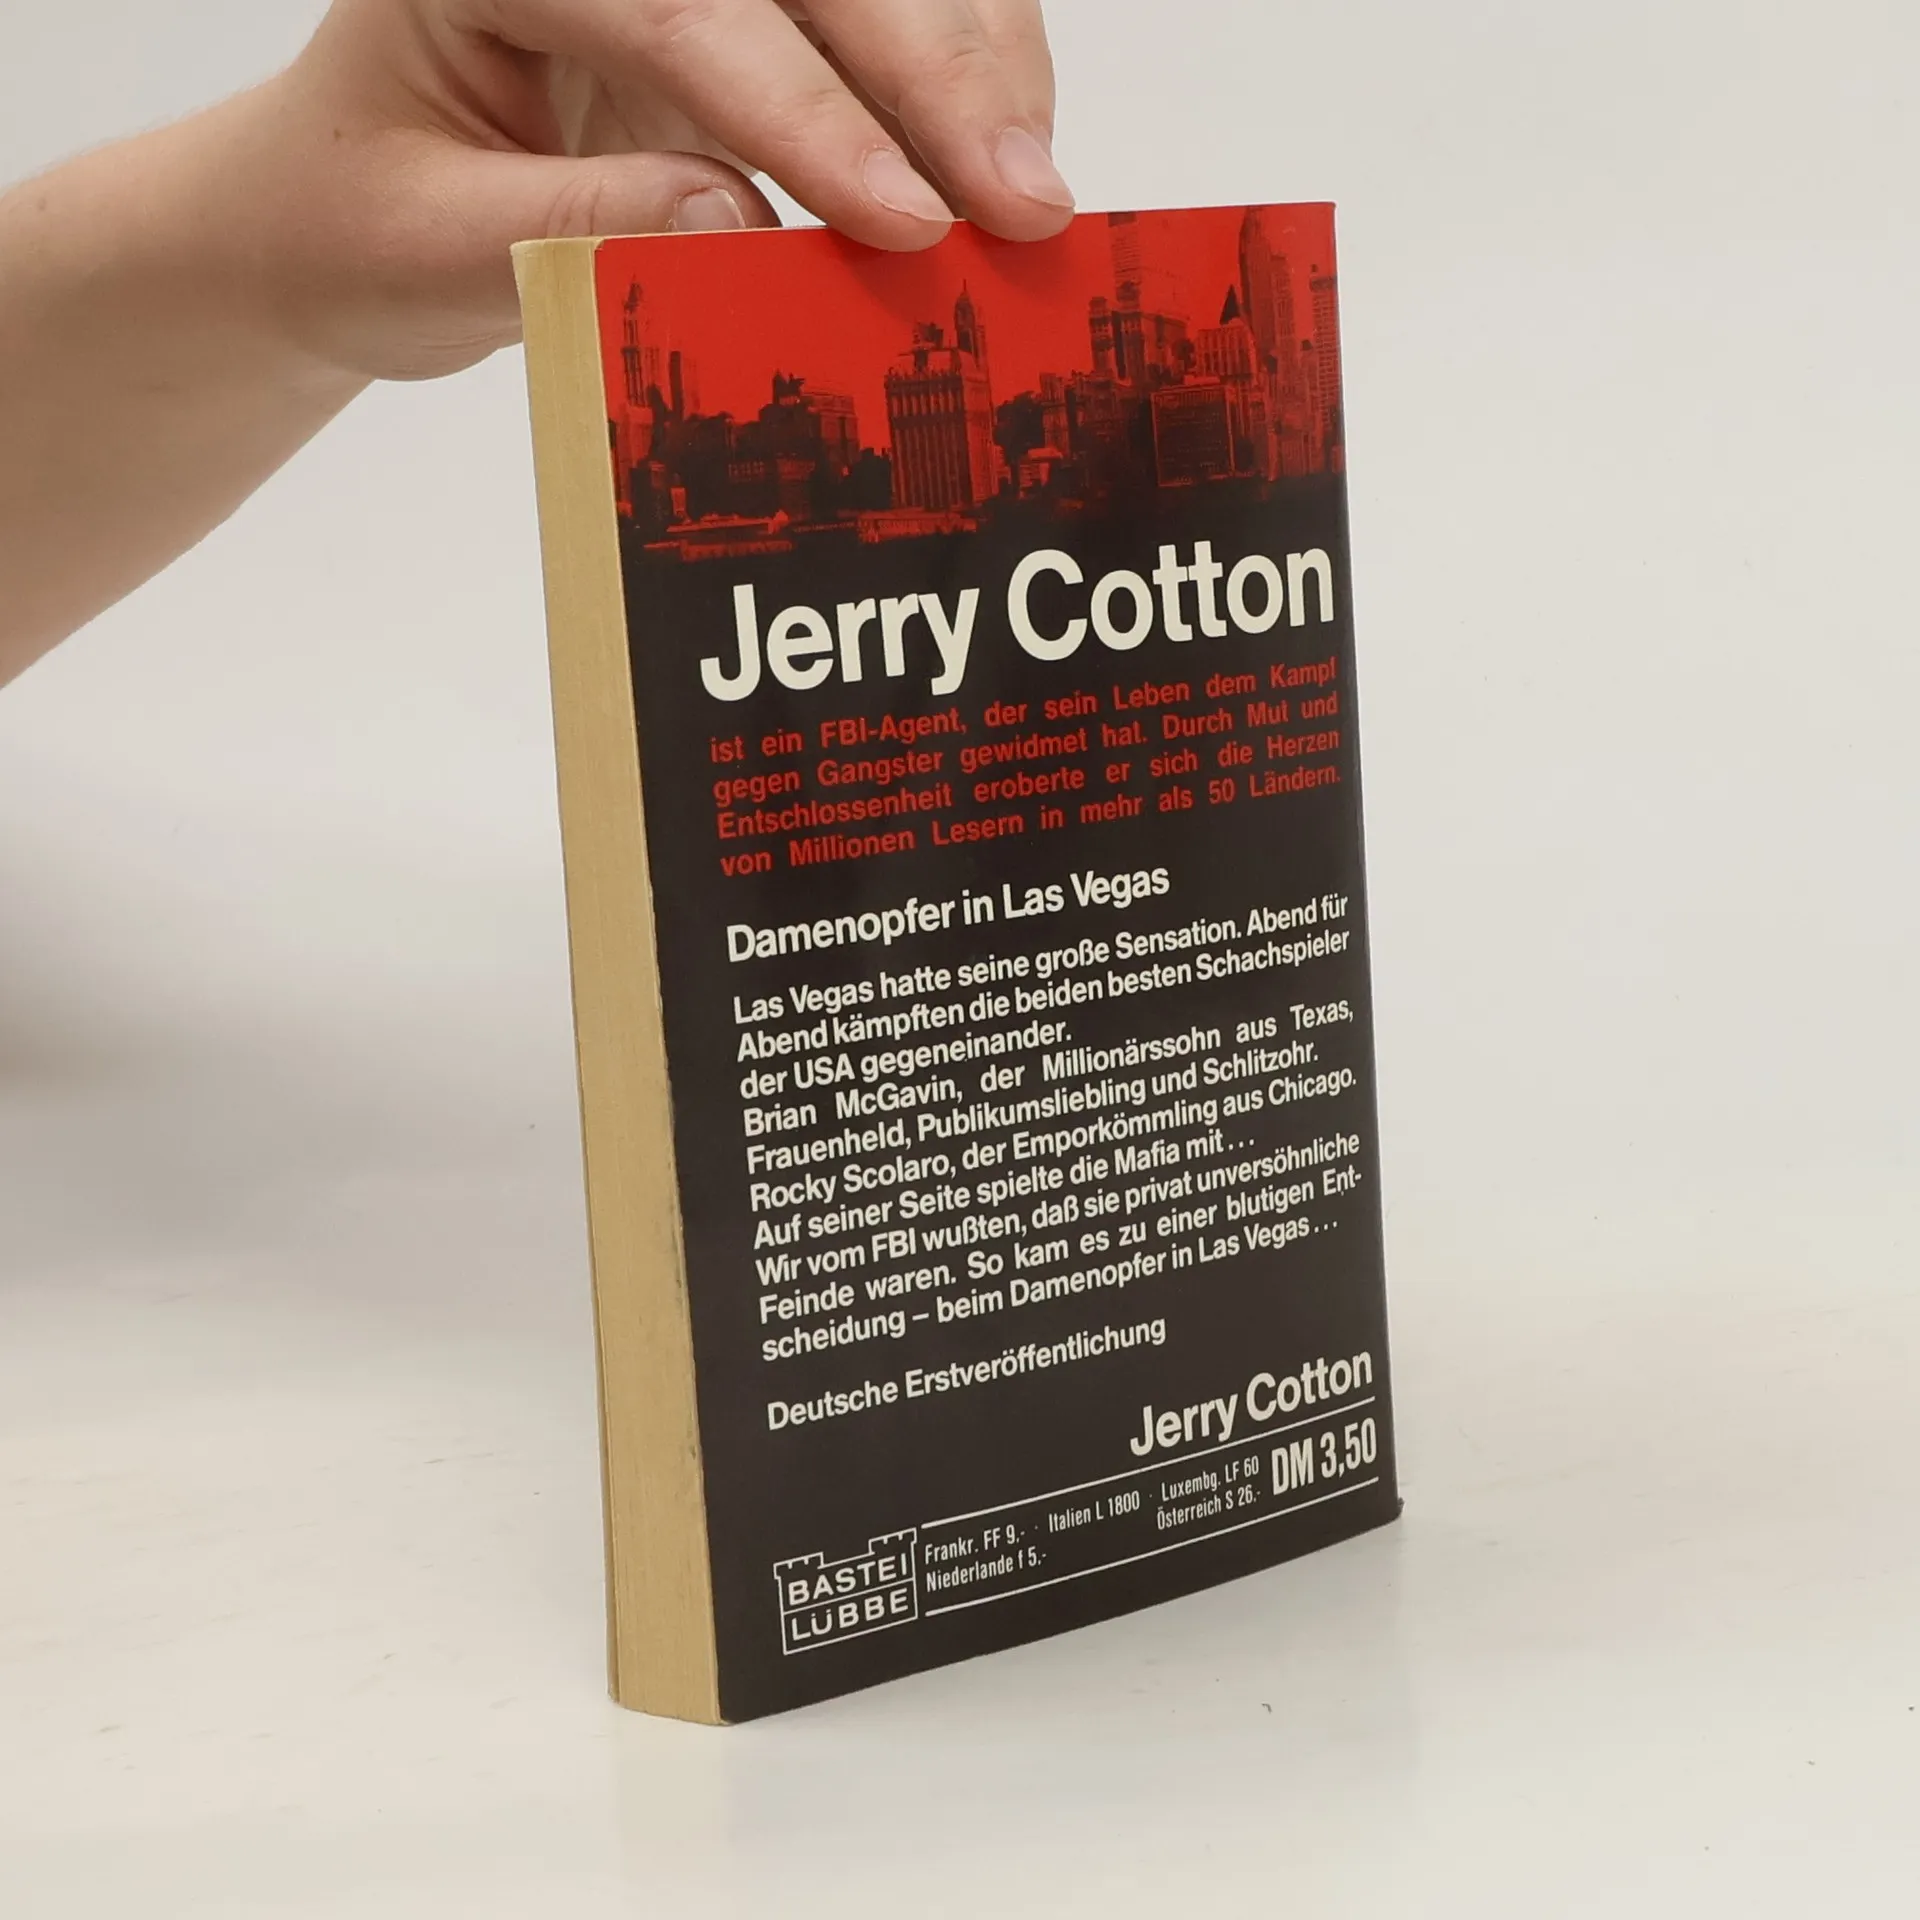 Jerry Cotton
ist ein FBI-Agent, der sein Leben dem Kampf
gegen Gangster gewidmet hat. Durch Mut und
Entschlossenheit eroberte er sich die Herzen
von Millionen Lesern in mehr als 50 Ländern.
Damenopfer in Las Vegas
Las Vegas hatte seine große Sensation. Abend für
Abend kämpften die beiden besten Schachspieler
der USA gegeneinander.
Brian McGavin, der Millionärssohn aus Texas,
Frauenheld, Publikumsliebling und Schlitzohr.
Rocky Scolaro, der Emporkömmling aus Chicago.
Auf seiner Seite spielte die Mafia mit...
Wir vom FBI wußten, daß sie privat unversöhnliche
Feinde waren. So kam es zu einer blutigen Ent-
scheidung – beim Damenopfer in Las Vegas...
Deutsche Erstveröffentlichung
Jerry Cotton
BASTEI
LÜBBE
Frankr. FF 9,- · Italien L 1800 · Luxembg. LF 60
Niederlande f 5,- Österreich S 26,-
DM 3,50